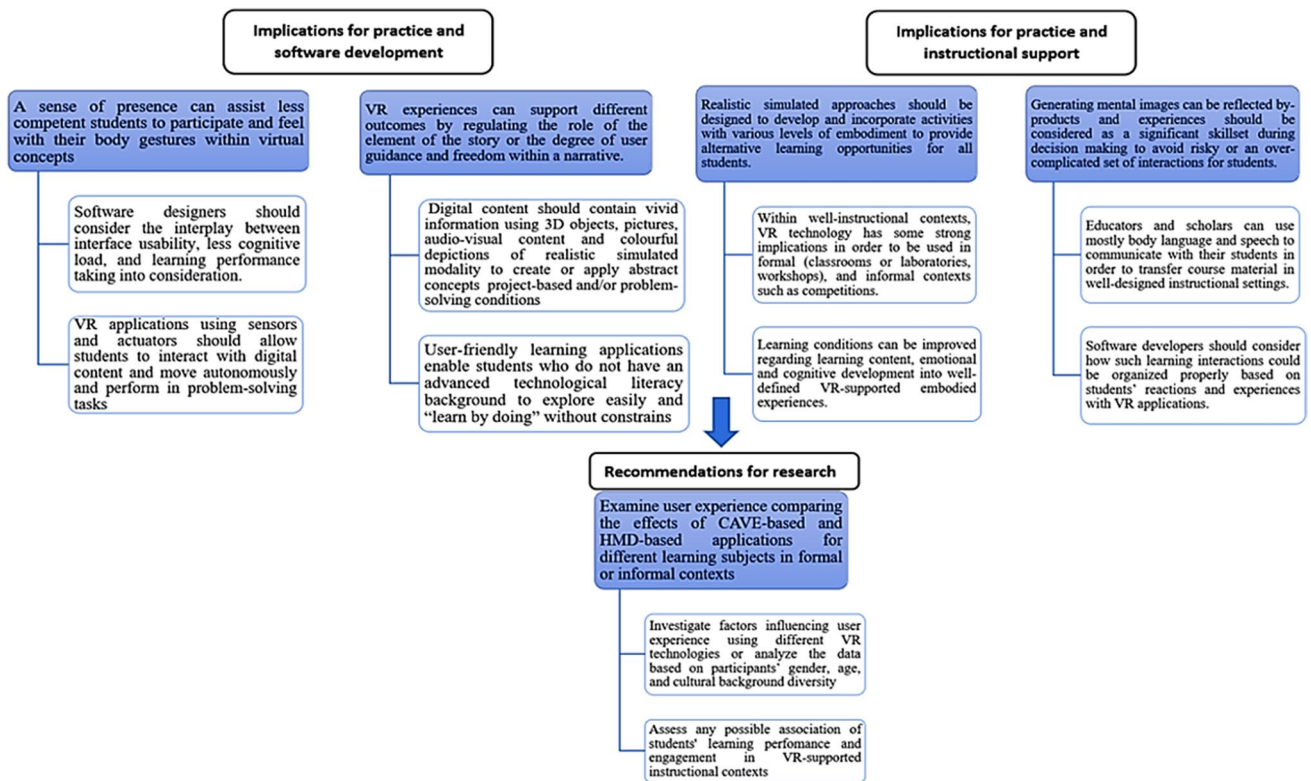 Implications for practice and
software development
Implications for practice and
instructional support
A sense of presence can assist less
competent students to participate and feel
with their body gestures within virtual
concepts
Software designers should
consider the interplay between
interface usability, less cognitive
load, and learning performance
taking into consideration.
VR applications using sensors
and actuators should allow
students to interact with digital
content and move autonomously
and perform in problem-solving
tasks
VR experiences can support different
outcomes by regulating the role of the
element of the story or the degree of user
guidance and freedom within a narrative.
Digital content should contain vivid
information using 3D objects, pictures,
audio-visual content and colourful
depictions of realistic simulated
modality to create or apply abstract
concepts project-based and/or problem-
solving conditions
User-friendly learning applications
enable students who do not have an
advanced technological literacy
background to explore easily and
“learn by doing” without constrains
Realistic simulated approaches should be
designed to develop and incorporate activities
with various levels of embodiment to provide
alternative learning opportunities for all
students.
Within well-instructional contexts,
VR technology has some strong
implications in order to be used in
formal (classrooms or laboratories,
workshops), and informal contexts
such as competitions.
Learning conditions can be improved
regarding learning content, emotional
and cognitive development into well-
defined VR-supported embodied
experiences.
Generating mental images can be reflected by-
products and experiences should be
considered as a significant skillset during
decision making to avoid risky or an over-
complicated set of interactions for students.
Educators and scholars can use
mostly body language and speech to
communicate with their students in
order to transfer course material in
well-designed instructional settings.
Software developers should consider
how such learning interactions could
be organized properly based on
students’ reactions and experiences
with VR applications.
Recommendations for research
Examine user experience comparing
the effects of CAVE-based and
HMD-based applications for
different learning subjects in formal
or informal contexts
Investigate factors influencing user
experience using different VR
technologies or analyze the data
based on participants’ gender, age,
and cultural background diversity
Assess any possible association of
students' learning perfomance and
engagement in VR-supported
instructional contexts